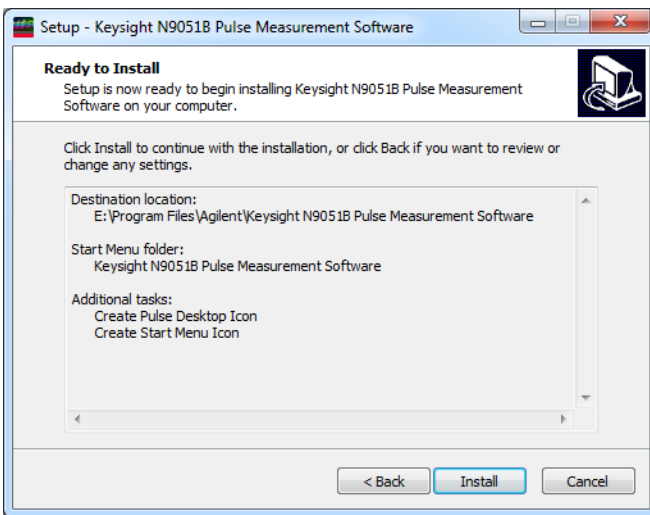 Setup - Keysight N9051B Pulse Measurement Software
Ready to Install
Setup is now ready to begin installing Keysight N9051B Pulse Measurement
Software on your computer.
Click Install to continue with the installation, or click Back if you want to review or
change any settings.
Destination location:
E:\Program Files\Agilent\Keysight N9051B Pulse Measurement Software
Start Menu folder:
Keysight N9051B Pulse Measurement Software
Additional tasks:
Create Pulse Desktop Icon
Create Start Menu Icon
< Back
Install
Cancel